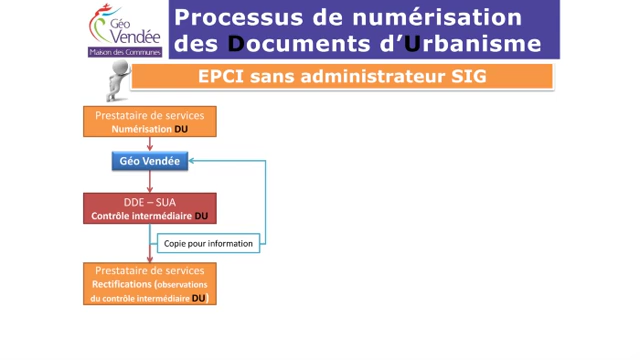 Géo
Vendée
Maison des Communes
Processus de numérisation
des Documents d'Urbanisme
EPCI sans administrateur SIG
Prestataire de services
Numérisation DU
Géo Vendée
DDE – SUA
Contrôle intermédiaire DU
Copie pour information
Prestataire de services
Rectifications (observations
du contrôle intermédiaire DU)